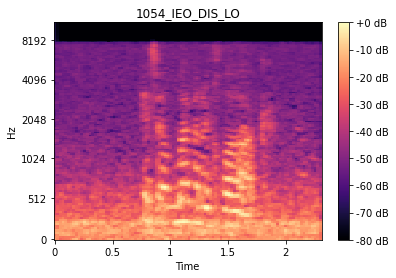 1054_IEO_DIS_LO
8192
4096
2048
1024
512
0
Hz
0
0.5
1
1.5
2
Time
+0 dB
-10 dB
-20 dB
-30 dB
-40 dB
-50 dB
-60 dB
-70 dB
-80 dB